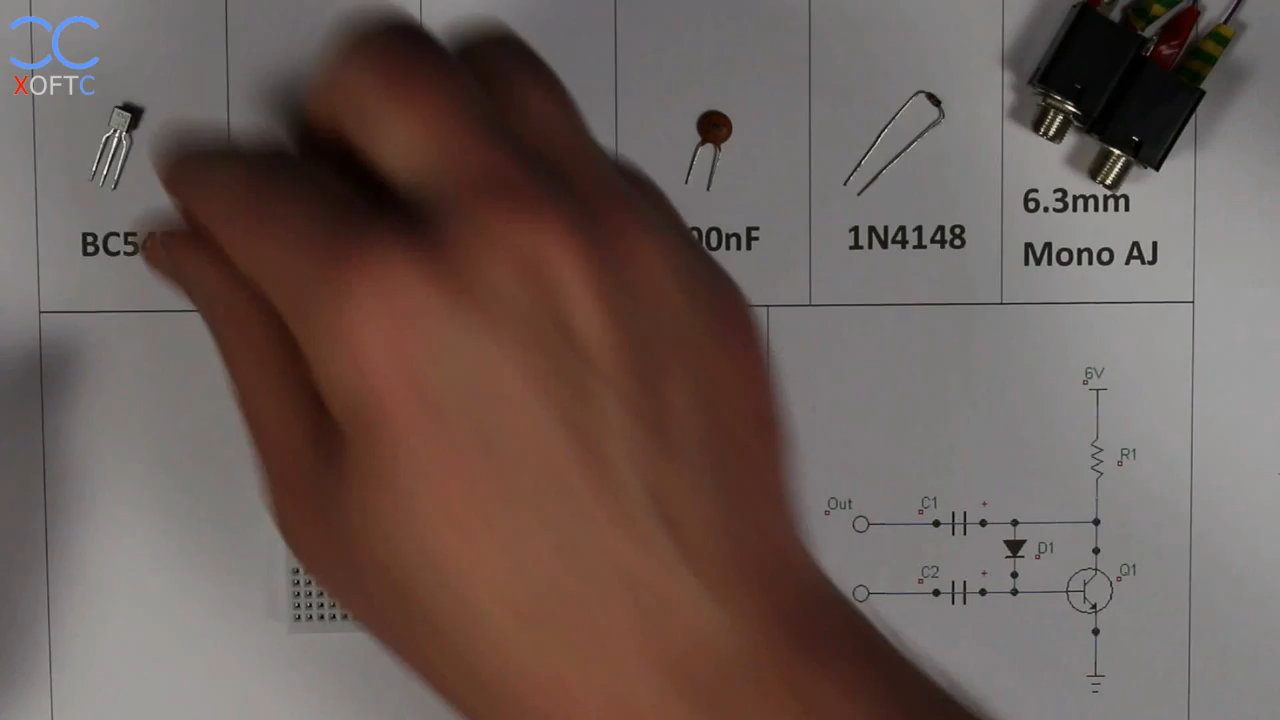 XOFTC
1N4148
6.3mm
Mono AJ
6V
R1
Out
C1
+
D1
C2
+
Q1